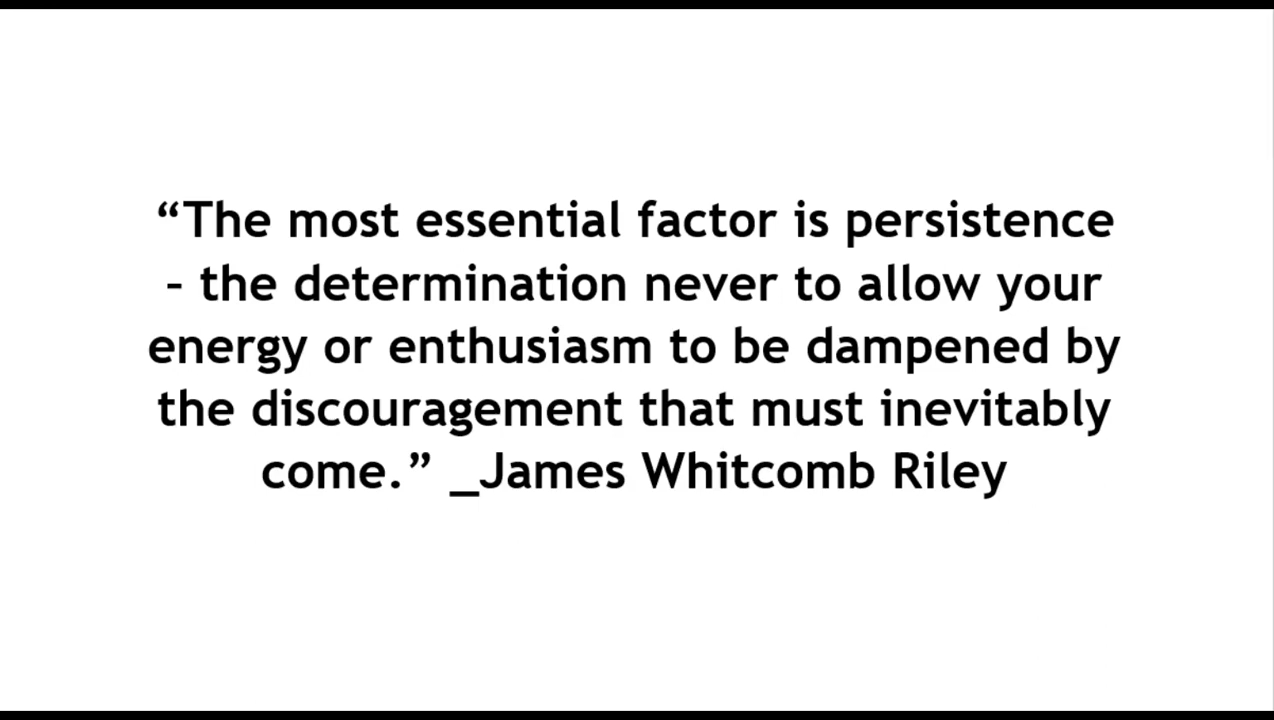 “The most essential factor is persistence
– the determination never to allow your
energy or enthusiasm to be dampened by
the discouragement that must inevitably
come.” _James Whitcomb Riley